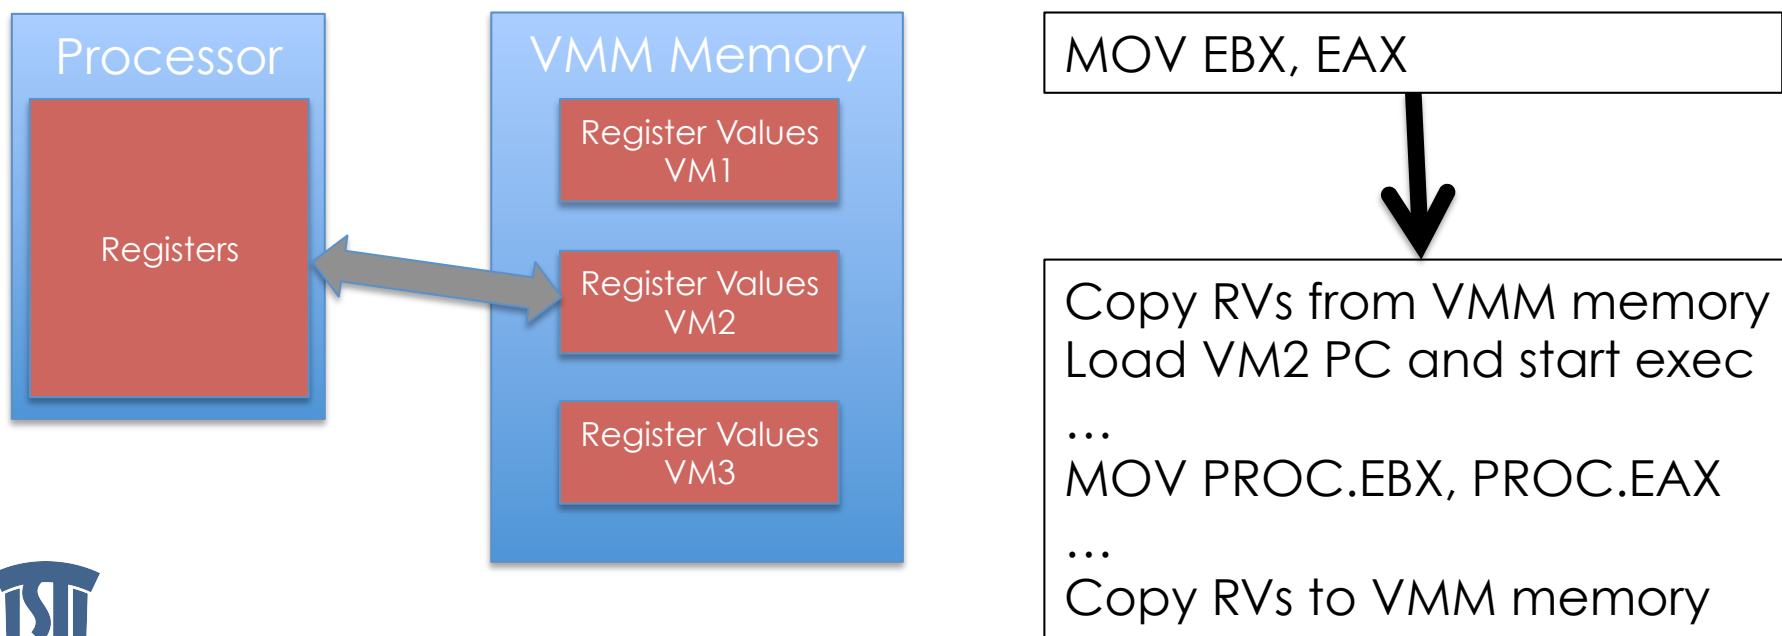 Processor
Registers
VMM Memory
Register Values
VM1
Register Values
VM2
Register Values
VM3
MOV EBX, EAX
Copy RVs from VMM memory
Load VM2 PC and start exec
...
MOV PROC.EBX, PROC.EAX
...
Copy RVs to VMM memory
ISTI